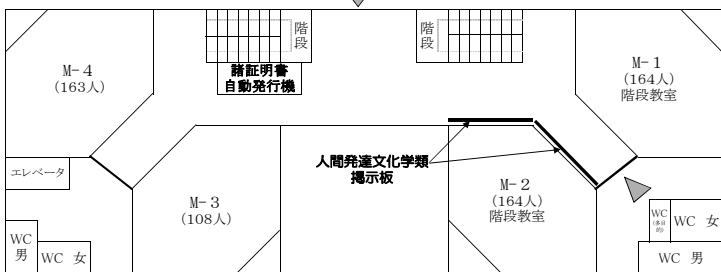 階段
階段
M-4
(163人)
M-1
(164人)
階段教室
諸証明書
自動発行機
人間発達文化学類
掲示板
エレベータ
M-3
(108人)
M-2
(164人)
階段教室
WC
男
WC 女
WC
(多目
的)
WC 女
WC 男